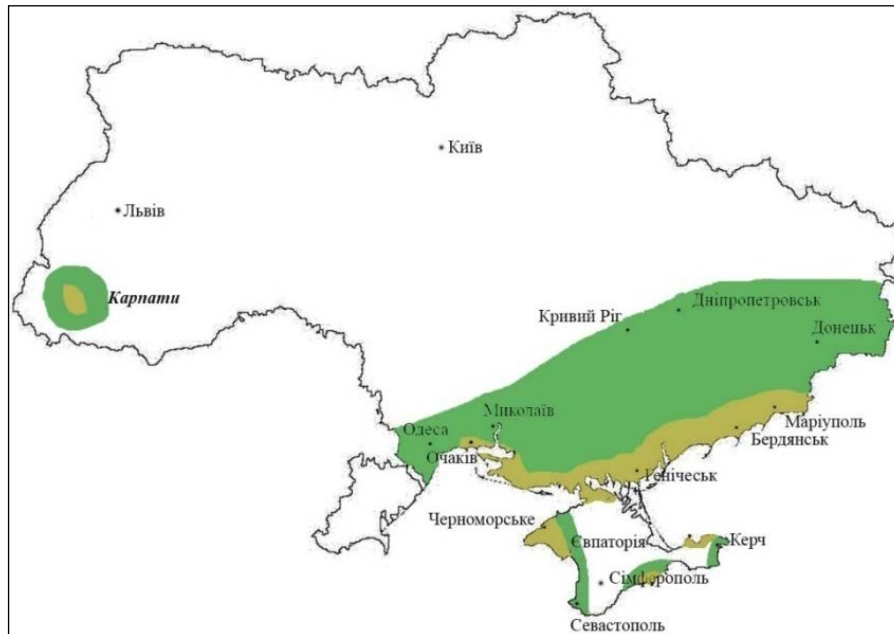 Київ
Львів
Карпати
Дніпропетровськ
Кривий Ріг
Донецьк
Миколаїв
Маріуполь
Одеса
Бердянськ
Очаків
Генічеськ
Черноморське
Євпаторія
Керч
Сімферополь
Севастополь